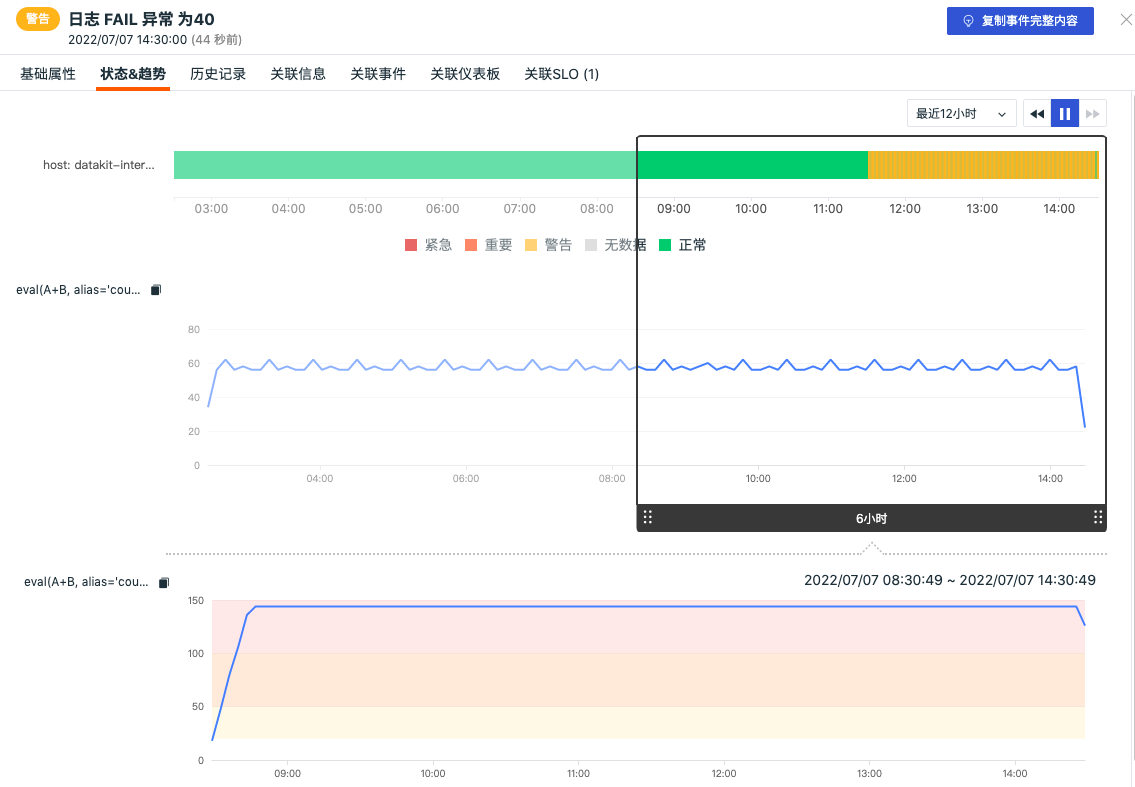 警告 日志 FAIL 异常 为40
2022/07/07 14:30:00 (44 秒前)
复制事件完整内容
基础属性 状态&趋势 历史记录 关联信息 关联事件 关联仪表板 关联SLO (1)
最近12小时
host: datakit-inter...
03:00 04:00 05:00 06:00 07:00 08:00 09:00 10:00 11:00 12:00 13:00 14:00
紧急 重要 警告 无数据 正常
eval(A+B, alias='cou...
80
60
40
20
0
04:00 06:00 08:00 10:00 12:00 14:00
6小时
eval(A+B, alias='cou...
2022/07/07 08:30:49 ~ 2022/07/07 14:30:49
150
100
50
0
09:00 10:00 11:00 12:00 13:00 14:00